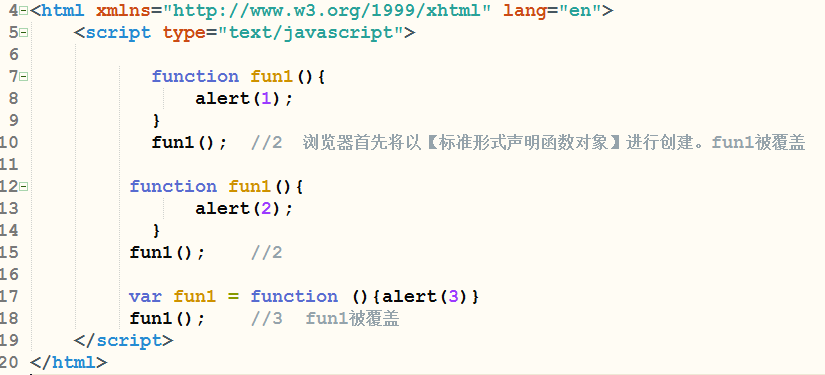 4 <html xmlns="http://www.w3.org/1999/xhtml" lang="en">
5     <script type="text/javascript">
6
7            function fun1(){
8                alert(1);
9            }
10           fun1();  //2  浏览器首先将以【标准形式声明函数对象】进行创建。fun1被覆盖
11
12         function fun1(){
13               alert(2);
14           }
15         fun1();    //2
16
17         var fun1 = function (){alert(3)}
18         fun1();    //3  fun1被覆盖
19     </script>
20 </html>